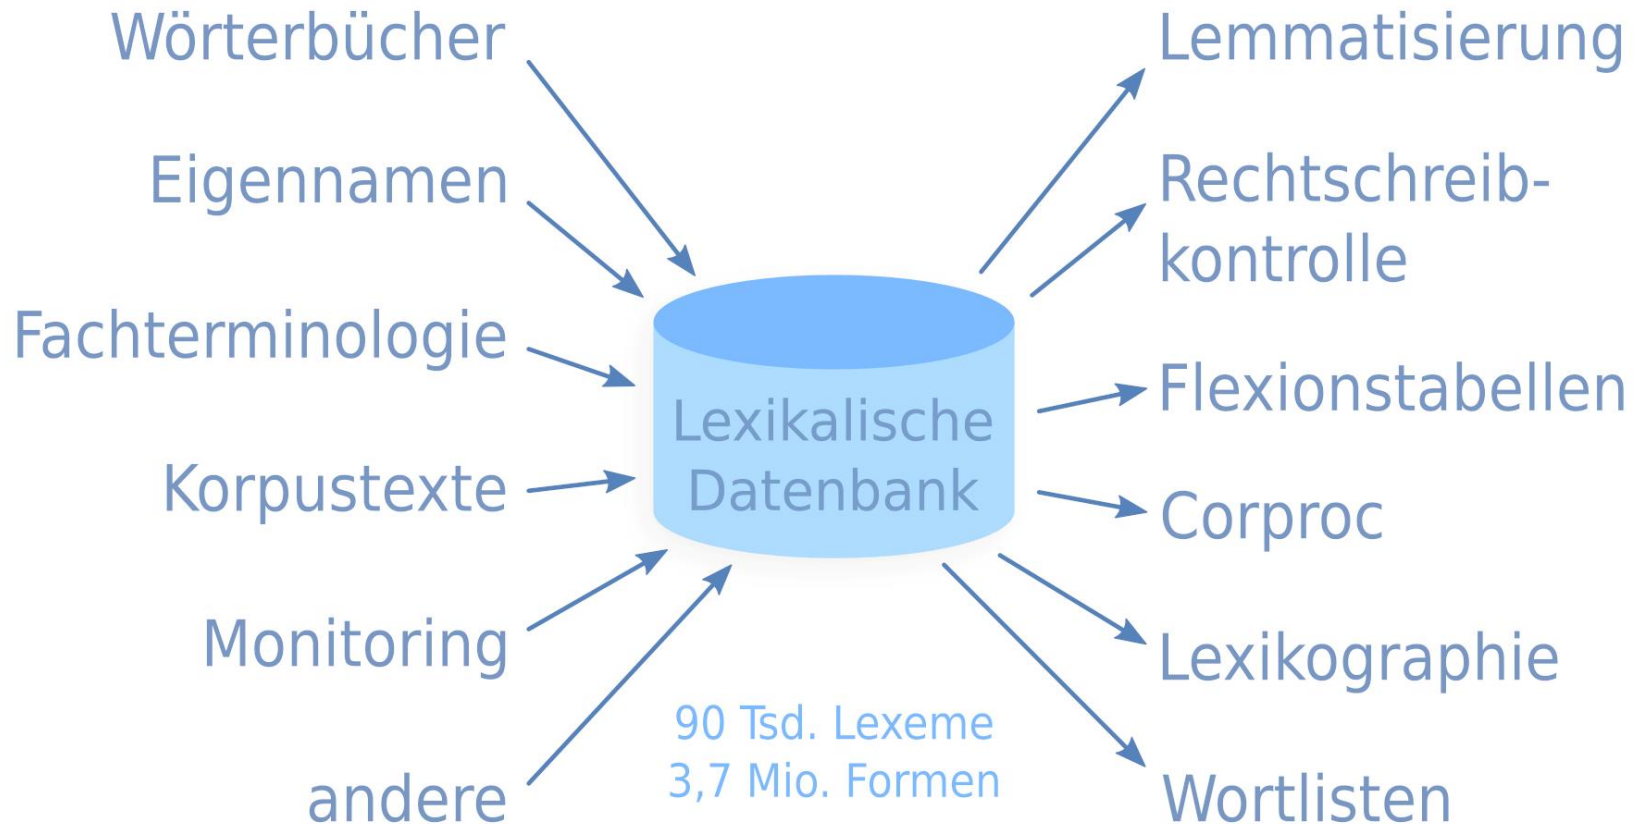 Wörterbücher
Eigennamen
Fachterminologie
Korpustexte
Monitoring
andere
Lexikalische
Datenbank
90 Tsd. Lexeme
3,7 Mio. Formen
Lemmatisierung
Rechtschreib-
kontrolle
Flexionstabellen
Corproc
Lexikographie
Wortlisten